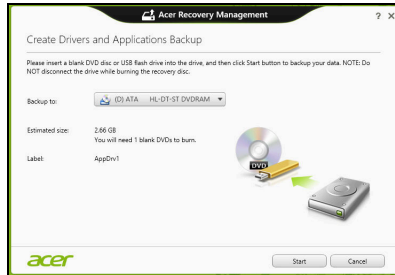 Acer Recovery Management
? X
Create Drivers and Applications Backup
Please insert a blank DVD disc or USB flash drive into the drive, and then click Start button to backup your data. NOTE: Do
NOT disconnect the drive while burning the recovery disc.
Backup to: (D) ATA HL-DT-ST DVDRAM
Estimated size: 2.66 GB
You will need 1 blank DVDs to burn.
Label: AppDrv1
DVD
acer Start Cancel